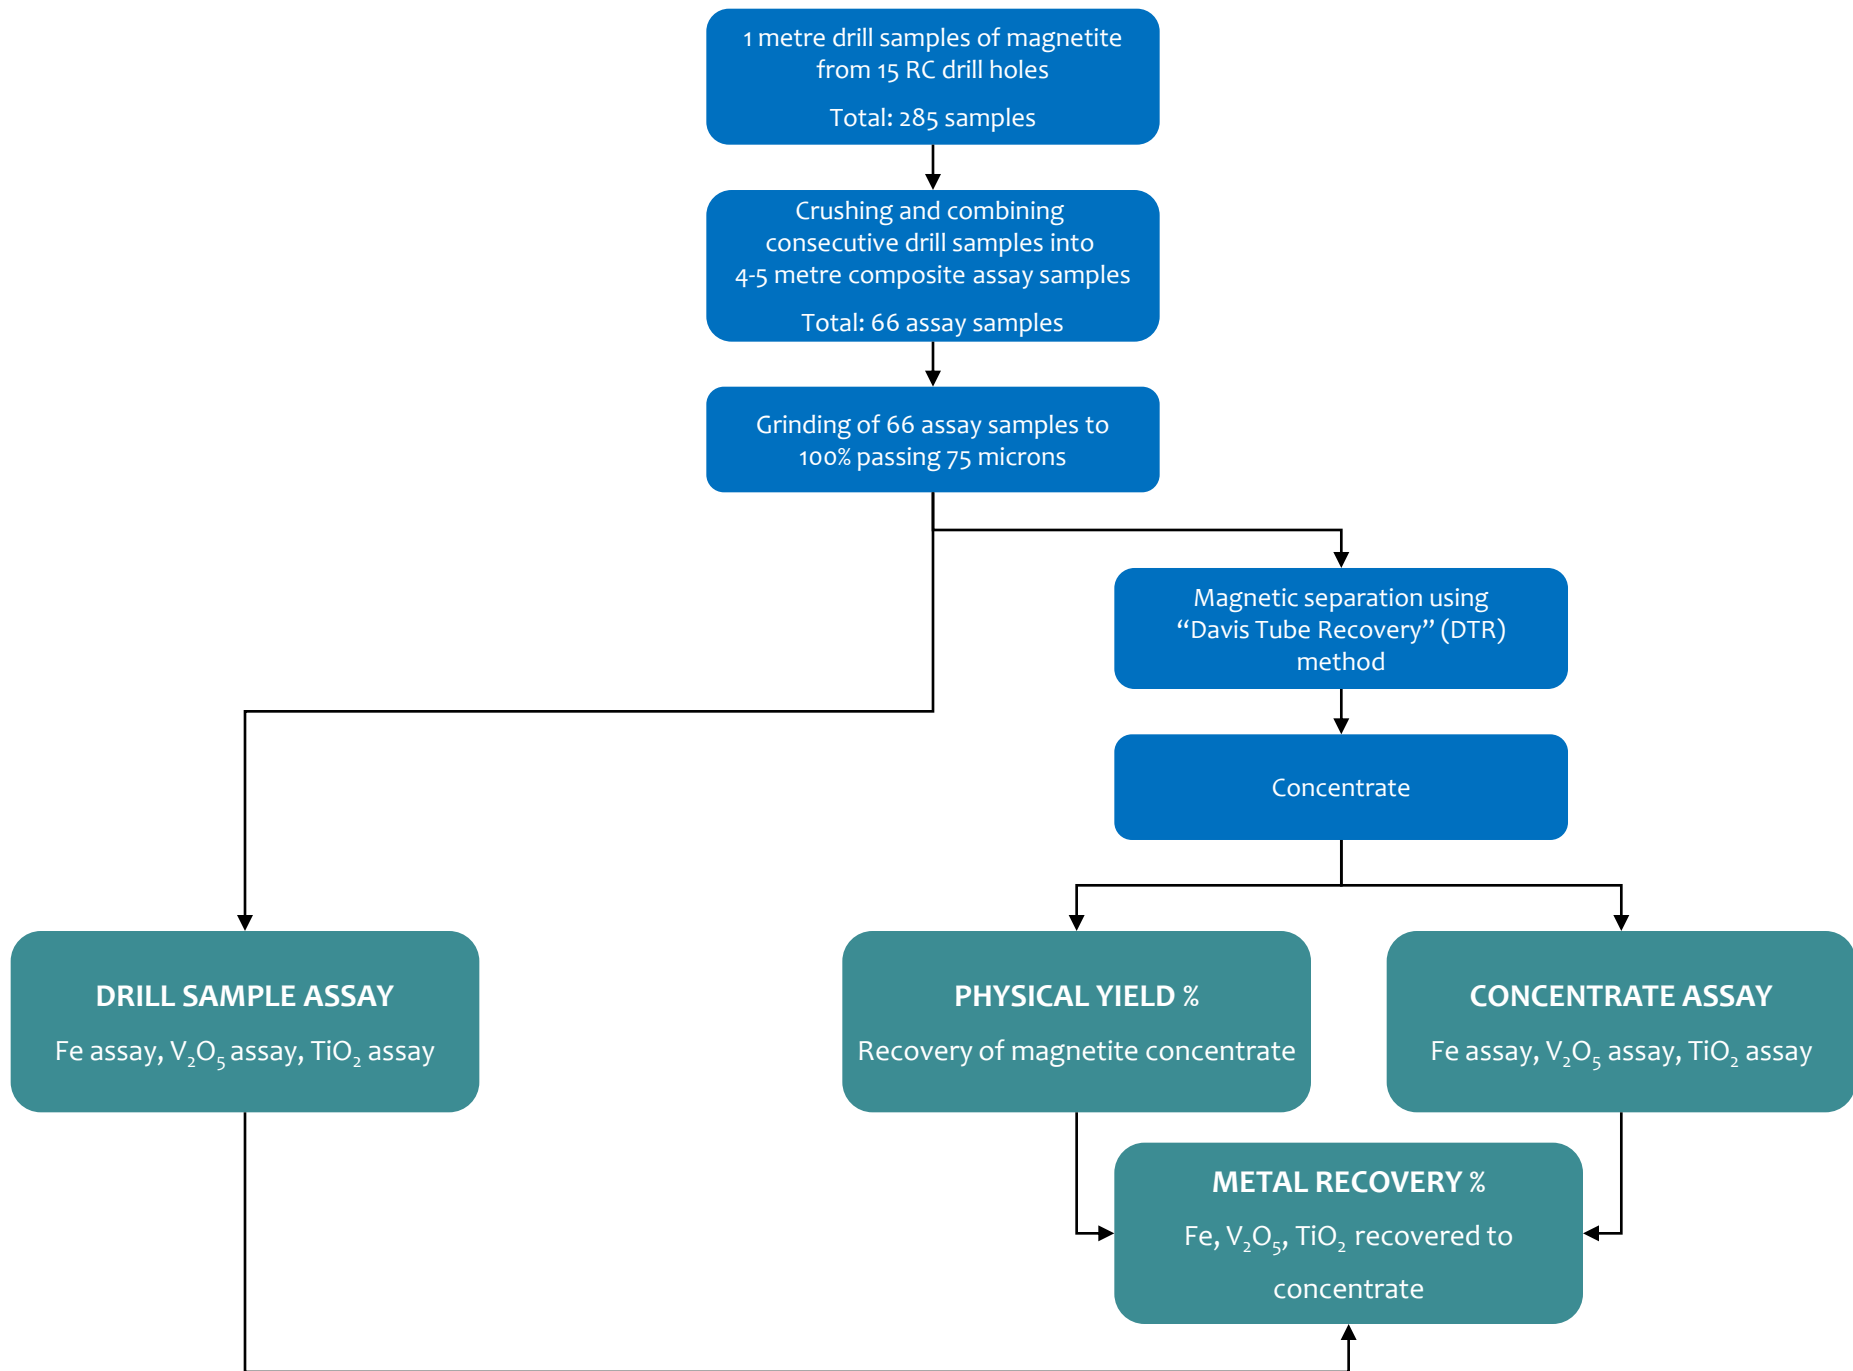 1 metre drill samples of magnetite
from 15 RC drill holes
Total: 285 samples
Crushing and combining
consecutive drill samples into
4-5 metre composite assay samples
Total: 66 assay samples
Grinding of 66 assay samples to
100% passing 75 microns
Magnetic separation using
“Davis Tube Recovery” (DTR)
method
Concentrate
DRILL SAMPLE ASSAY
Fe assay, V₂O₅ assay, TiO₂ assay
PHYSICAL YIELD %
Recovery of magnetite concentrate
CONCENTRATE ASSAY
Fe assay, V₂O₅ assay, TiO₂ assay
METAL RECOVERY %
Fe, V₂O₅, TiO₂ recovered to
concentrate